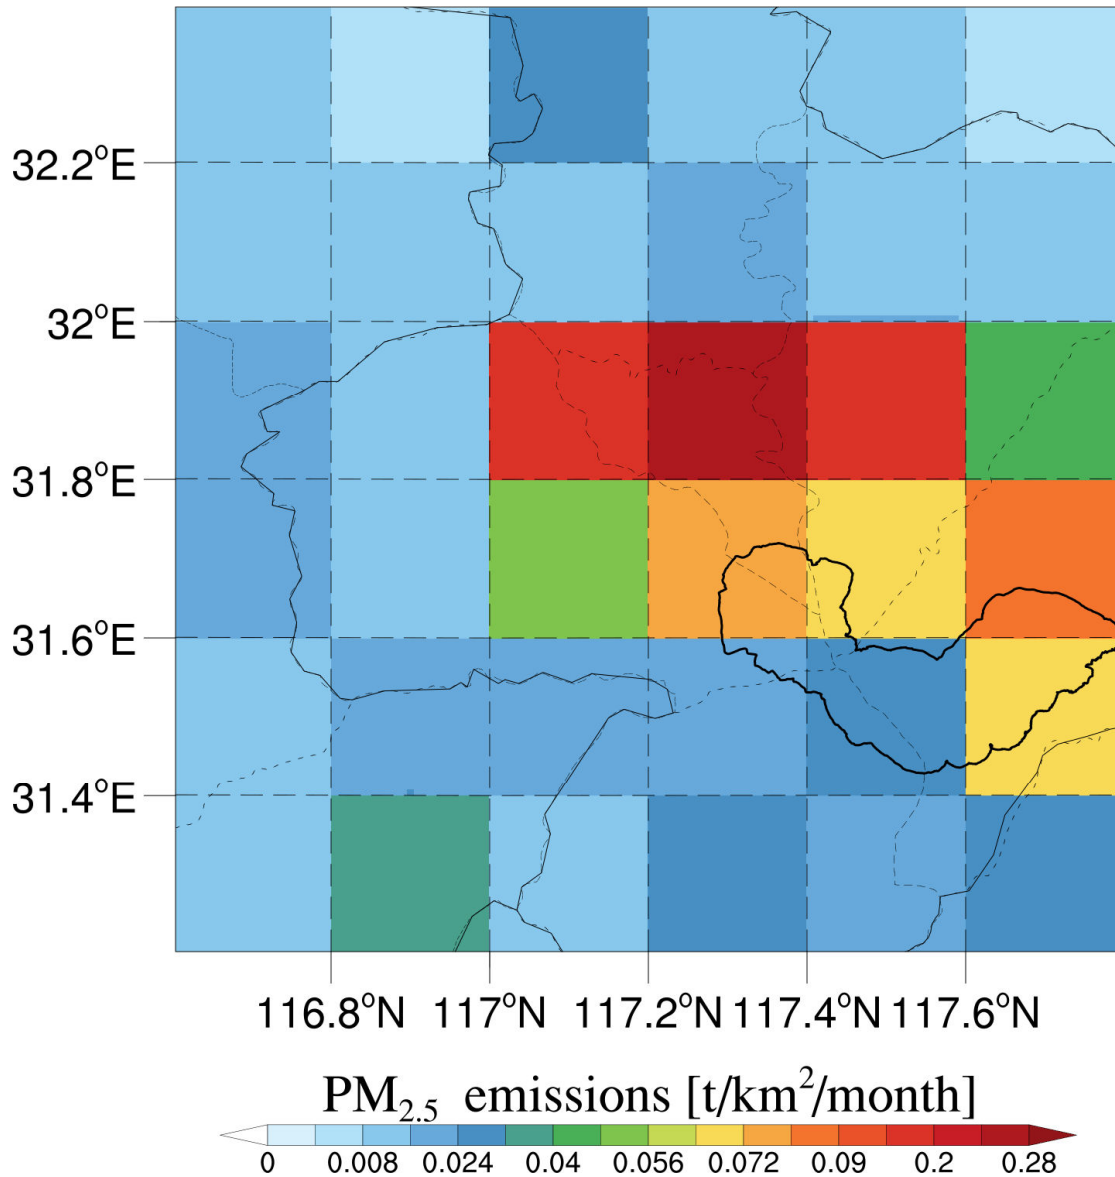 32.2°E
32°E
31.8°E
31.6°E
31.4°E
116.8°N 117°N 117.2°N 117.4°N 117.6°N
PM₂.₅ emissions [t/km²/month]
0 0.008 0.024 0.04 0.056 0.072 0.09 0.2 0.28